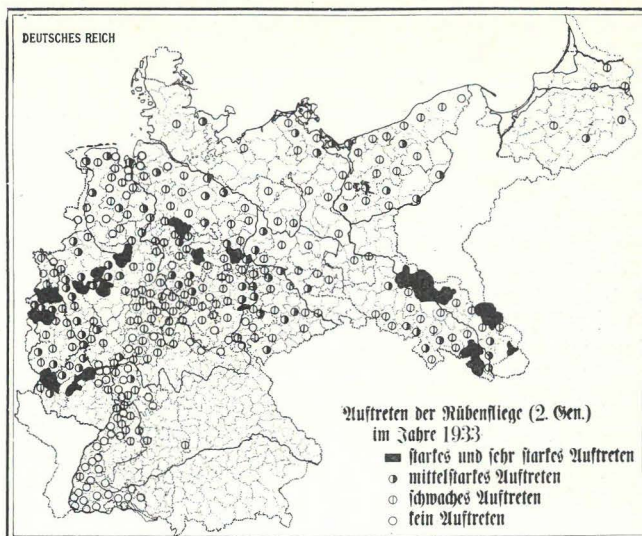 DEUTSCHES REICH
Auftreten der Rübenfliege (2. Gen.)
im Jahre 1933
starkes und sehr starkes Auftreten
mittelstarkes Auftreten
schwaches Auftreten
kein Auftreten